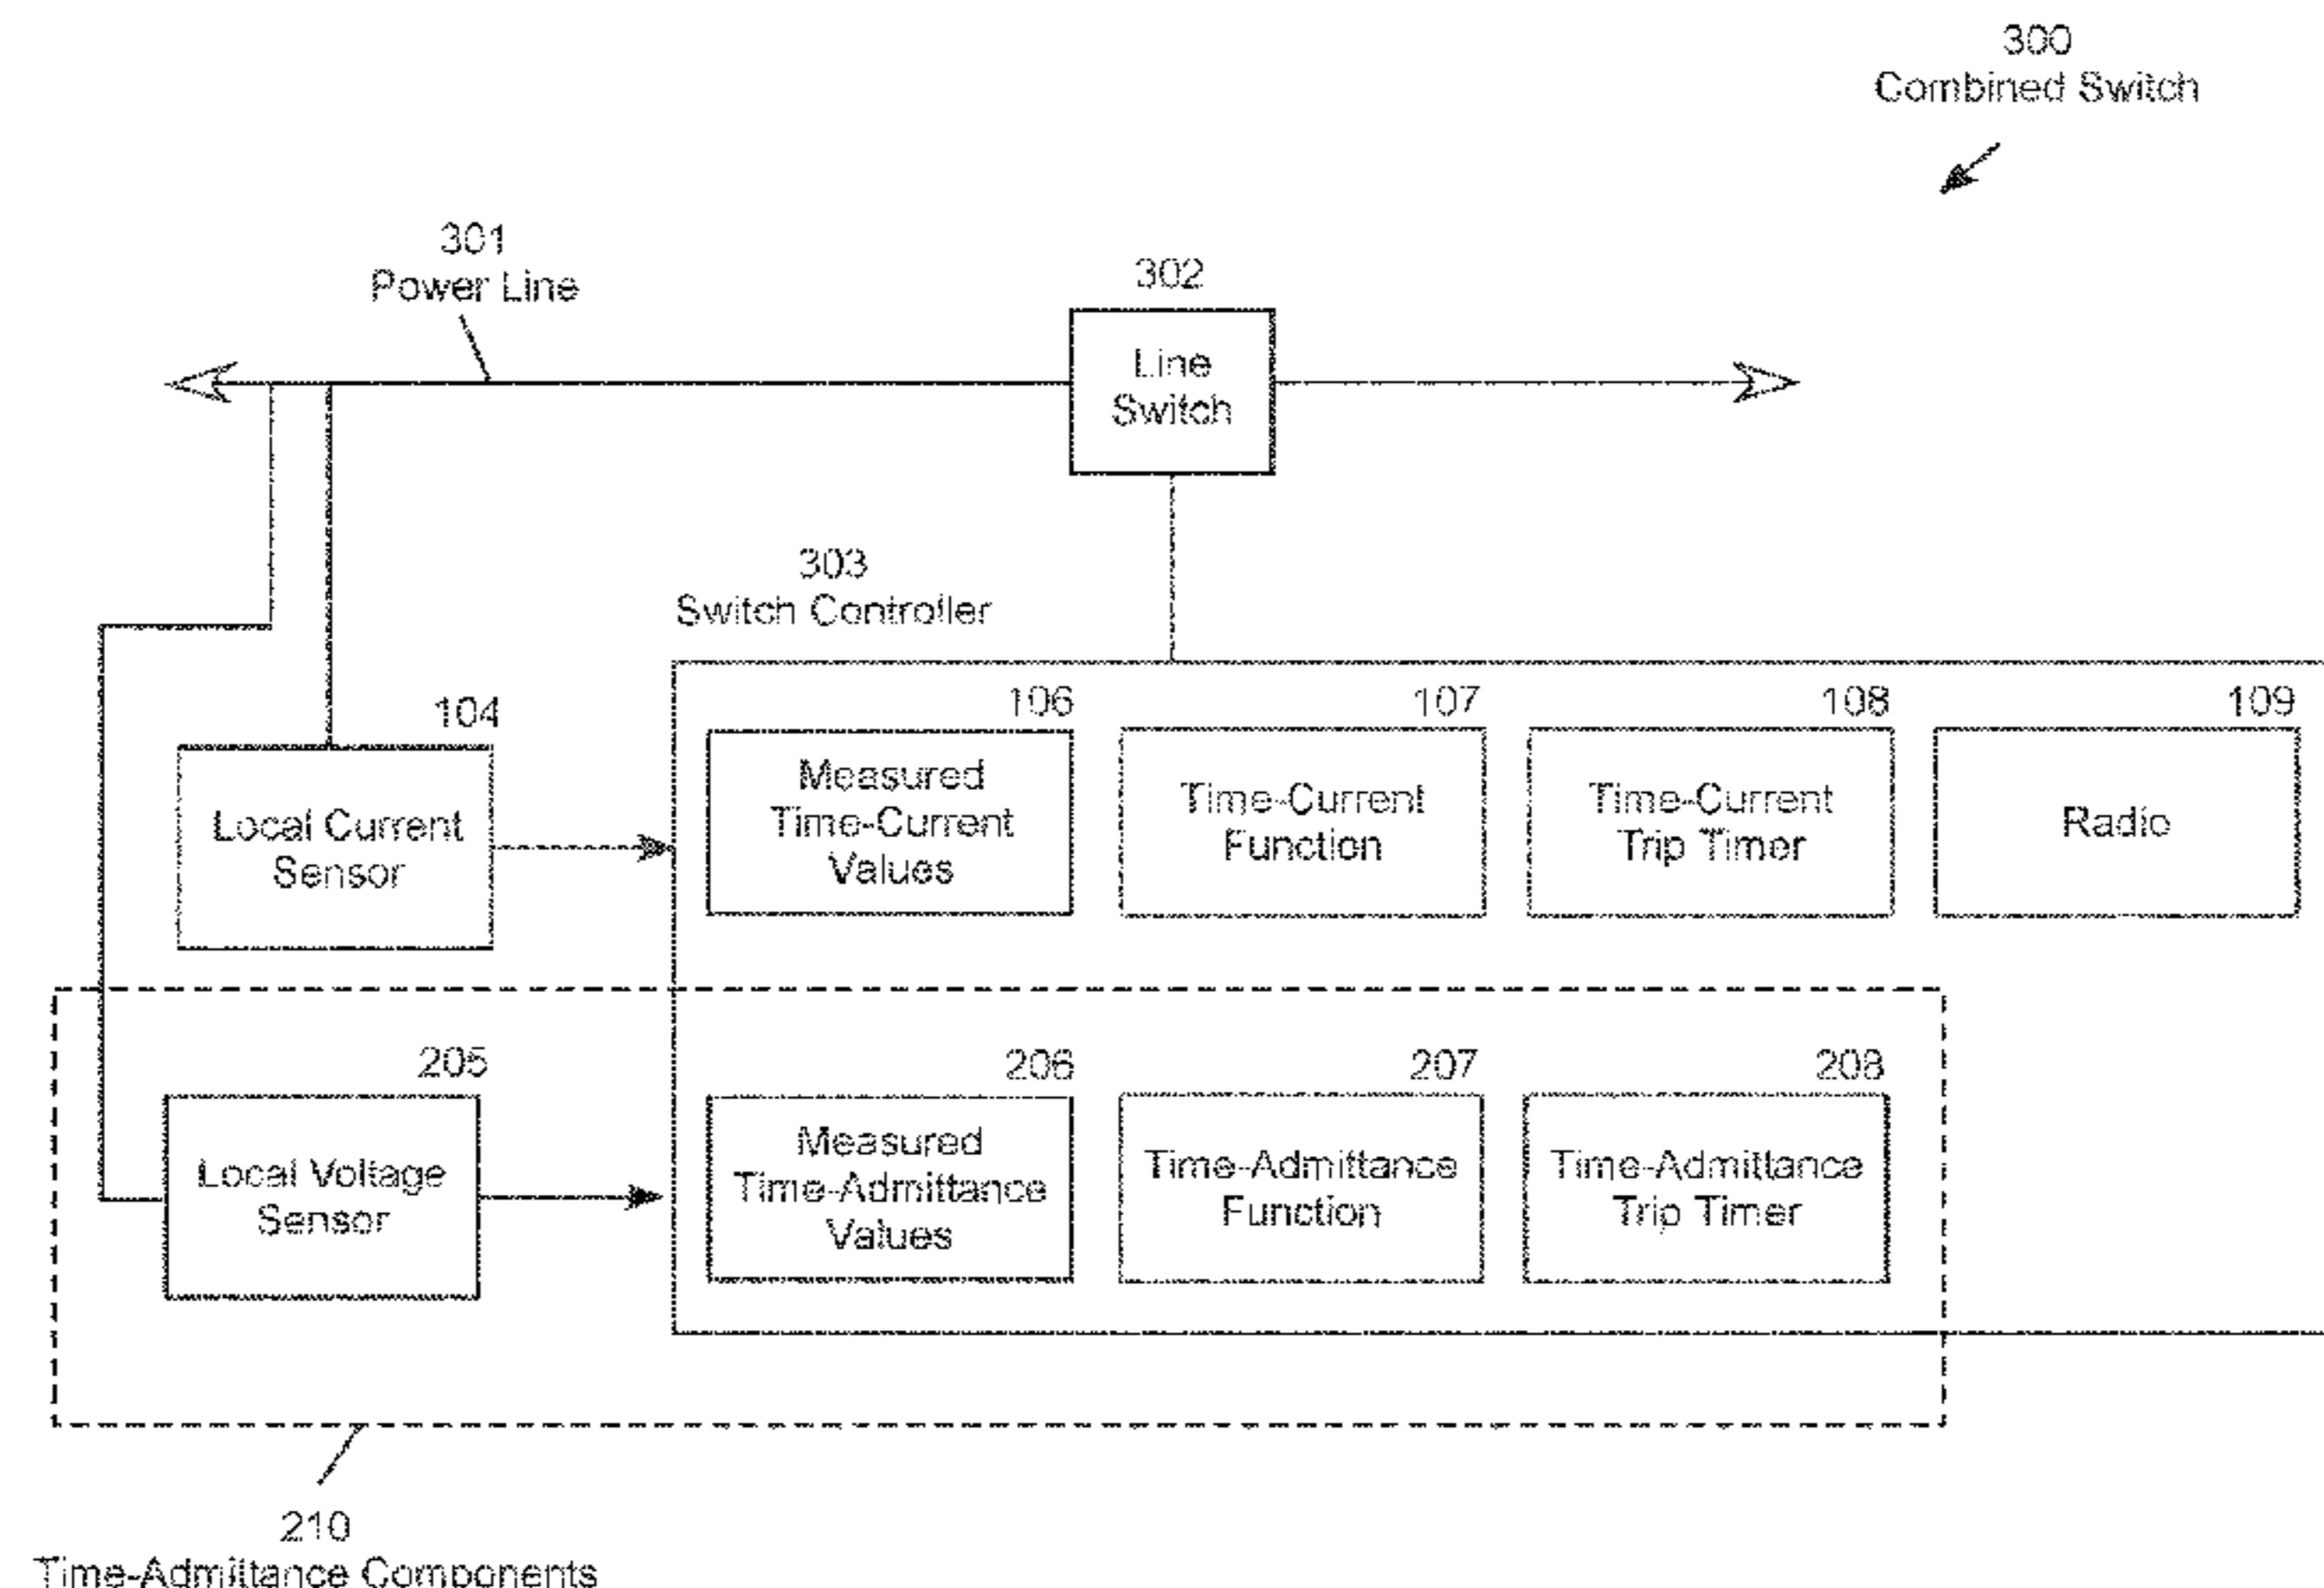 300
Combined Switch
301
Power Line
302
Line
Switch
303
Switch Controller
104
Local Current
Sensor
106
Measured
Time-Current
Values
107
Time-Current
Function
108
Time-Current
Trip Timer
109
Radio
205
Local Voltage
Sensor
206
Measured
Time-Admittance
Values
207
Time-Admittance
Function
208
Time-Admittance
Trip Timer
210
Time-Admittance Components